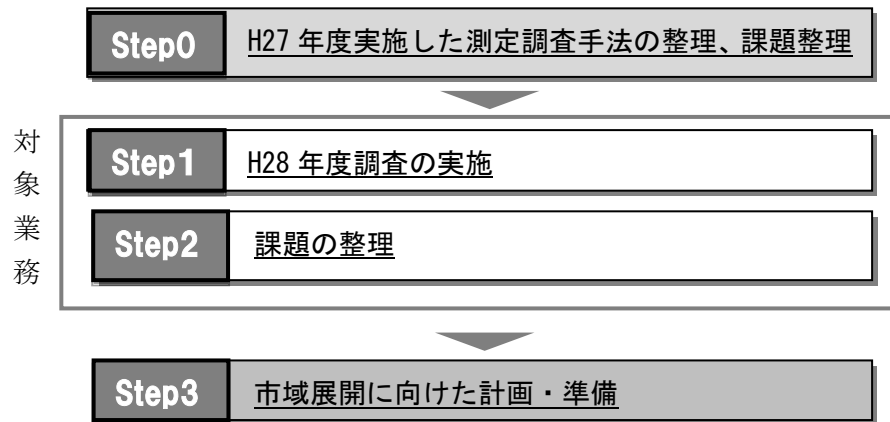 Step0 H27 年度実施した測定調査手法の整理、課題整理
対象業務
Step1 H28 年度調査の実施
Step2 課題の整理
Step3 市域展開に向けた計画・準備